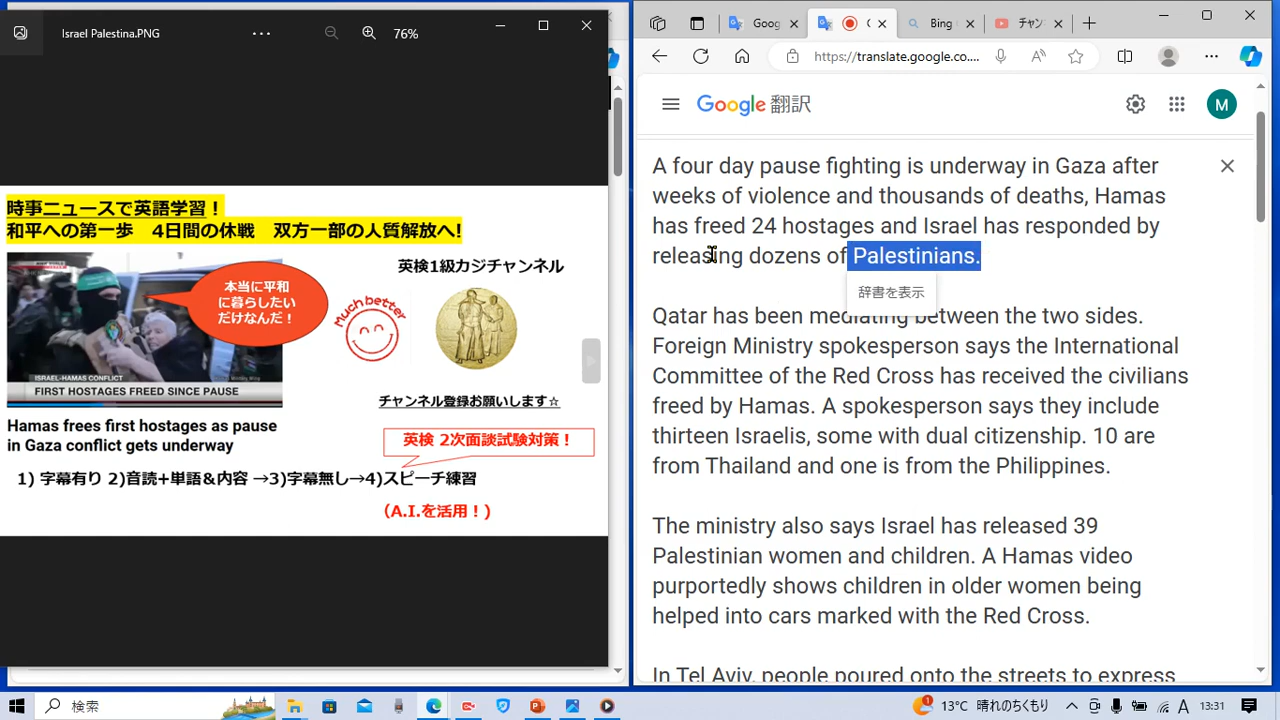 Israel Palestina.PNG
76%
時事ニュースで英語学習！
和平への第一歩　4日間の休戦　双方一部の人質解放へ!
英検1級カジチャンネル
本当に平和
に暮らしたい
だけなんだ！
Much better
ISRAEL-HAMAS CONFLICT
FIRST HOSTAGES FREED SINCE PAUSE
チャンネル登録お願いします☆
Hamas frees first hostages as pause
in Gaza conflict gets underway
英検 2次面談試験対策！
1) 字幕有り 2)音読+単語＆内容 →3)字幕無し→4)スピーチ練習
（A.I.を活用！）
Goog
Bing
チャン
https://translate.google.co....
Google 翻訳
M
A four day pause fighting is underway in Gaza after
weeks of violence and thousands of deaths, Hamas
has freed 24 hostages and Israel has responded by
releasing dozens of Palestinians.
辞書を表示
Qatar has been mediating between the two sides.
Foreign Ministry spokesperson says the International
Committee of the Red Cross has received the civilians
freed by Hamas. A spokesperson says they include
thirteen Israelis, some with dual citizenship. 10 are
from Thailand and one is from the Philippines.
The ministry also says Israel has released 39
Palestinian women and children. A Hamas video
purportedly shows children in older women being
helped into cars marked with the Red Cross.
In Tel Aviv, people poured onto the streets to express
検索
1
13°C 晴れのちくもり
A
13:31